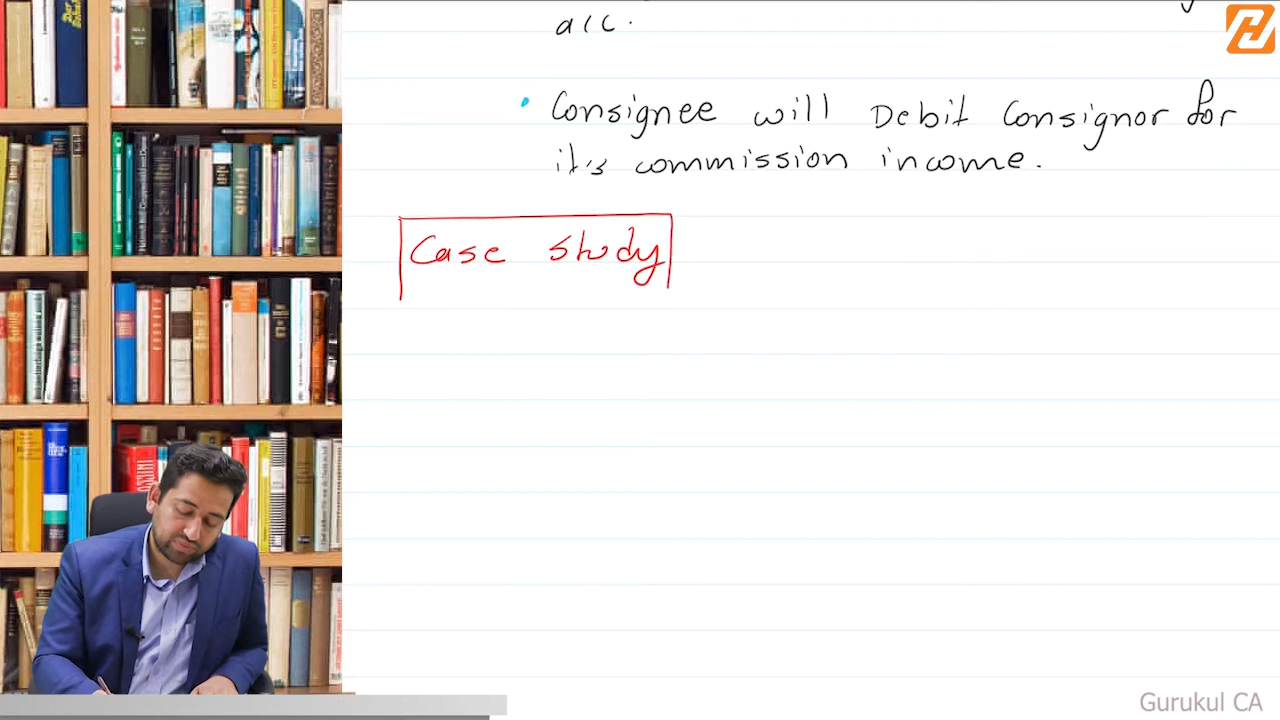 a/c.
• Consignee will Debit Consignor for
it's commission income.
Case study
Gurukul CA